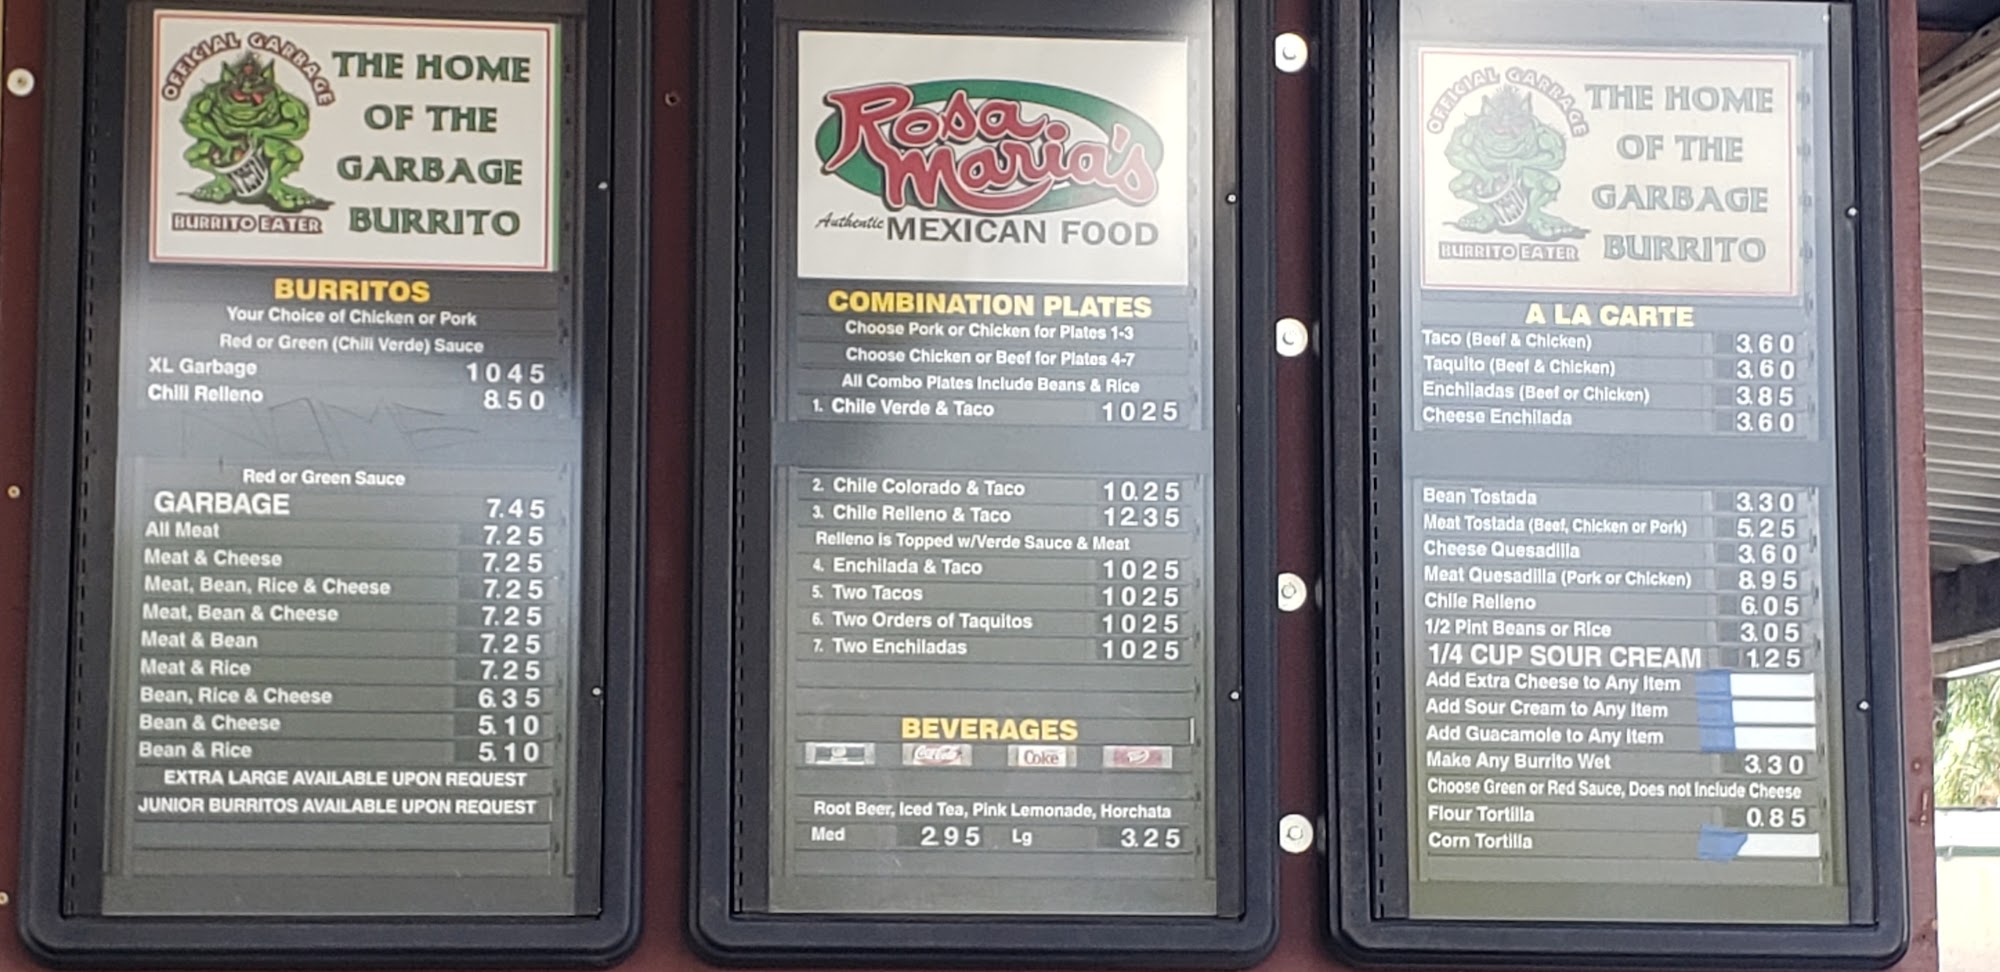 OFFICIAL GARBAGE
BURRITO EATER
THE HOME
OF THE
GARBAGE
BURRITO
BURRITOS
Your Choice of Chicken or Pork
Red or Green (Chili Verde) Sauce
XL Garbage 10 45
Chili Relleno 8.50
NAME
Red or Green Sauce
GARBAGE 7.45
All Meat 7.25
Meat & Cheese 7.25
Meat, Bean, Rice & Cheese 7.25
Meat, Bean & Cheese 7.25
Meat & Bean 7.25
Meat & Rice 7.25
Bean, Rice & Cheese 6.35
Bean & Cheese 5.10
Bean & Rice 5.10
EXTRA LARGE AVAILABLE UPON REQUEST
JUNIOR BURRITOS AVAILABLE UPON REQUEST
Rosa
Maria's
Authentic MEXICAN FOOD
COMBINATION PLATES
Choose Pork or Chicken for Plates 1-3
Choose Chicken or Beef for Plates 4-7
All Combo Plates Include Beans & Rice
1. Chile Verde & Taco 10 25
2. Chile Colorado & Taco 10.25
3. Chile Relleno & Taco 12 35
Relleno is Topped w/Verde Sauce & Meat
4. Enchilada & Taco 10 25
5. Two Tacos 10 25
6. Two Orders of Taquitos 10 25
7. Two Enchiladas 10 25
BEVERAGES
Coca-Cola Coke
Root Beer, Iced Tea, Pink Lemonade, Horchata
Med 2 95 Lg 3.25
OFFICIAL GARBAGE
BURRITO EATER
THE HOME
OF THE
GARBAGE
BURRITO
A LA CARTE
Taco (Beef & Chicken) 3.60
Taquito (Beef & Chicken) 3.60
Enchiladas (Beef or Chicken) 3.85
Cheese Enchilada 3.60
Bean Tostada 3.30
Meat Tostada (Beef, Chicken or Pork) 5.25
Cheese Quesadilla 3.60
Meat Quesadilla (Pork or Chicken) 8.95
Chile Relleno 6.05
1/2 Pint Beans or Rice 3.05
1/4 CUP SOUR CREAM 1.25
Add Extra Cheese to Any Item
Add Sour Cream to Any Item
Add Guacamole to Any Item
Make Any Burrito Wet 3.30
Choose Green or Red Sauce, Does not Include Cheese
Flour Tortilla 0.85
Corn Tortilla